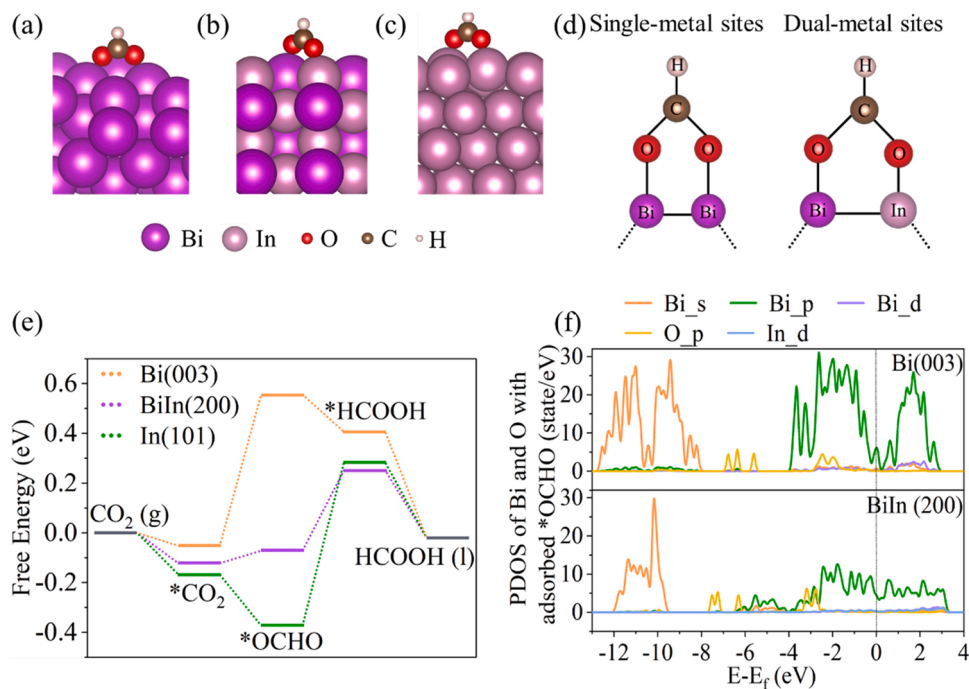 (a)
(b)
(c)
(d) Single-metal sites Dual-metal sites
H
C
O O
Bi Bi
H
C
O O
Bi In
Bi In O C H
(e)
Bi(003)
BiIn(200)
In(101)
*HCOOH
CO2 (g)
*CO2
*OCHO
HCOOH (l)
Free Energy (eV)
0.6
0.4
0.2
0.0
-0.2
-0.4
(f)
Bi_s Bi_p Bi_d
O_p In_d
Bi(003)
BiIn (200)
PDOS of Bi and O with
adsorbed *OCHO (state/eV)
30
20
10
0
30
20
10
0
-12 -10 -8 -6 -4 -2 0 2 4
E-Ef (eV)